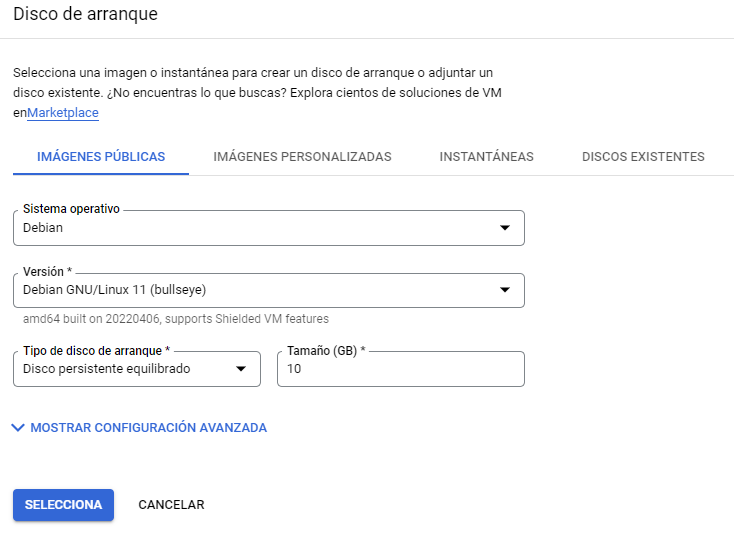 Disco de arranque
Selecciona una imagen o instantánea para crear un disco de arranque o adjuntar un
disco existente. ¿No encuentras lo que buscas? Explora cientos de soluciones de VM
enMarketplace
IMÁGENES PÚBLICAS IMÁGENES PERSONALIZADAS INSTANTÁNEAS DISCOS EXISTENTES
Sistema operativo
Debian
Versión *
Debian GNU/Linux 11 (bullseye)
amd64 built on 20220406, supports Shielded VM features
Tipo de disco de arranque * Tamaño (GB) *
Disco persistente equilibrado 10
MOSTRAR CONFIGURACIÓN AVANZADA
SELECCIONA CANCELAR